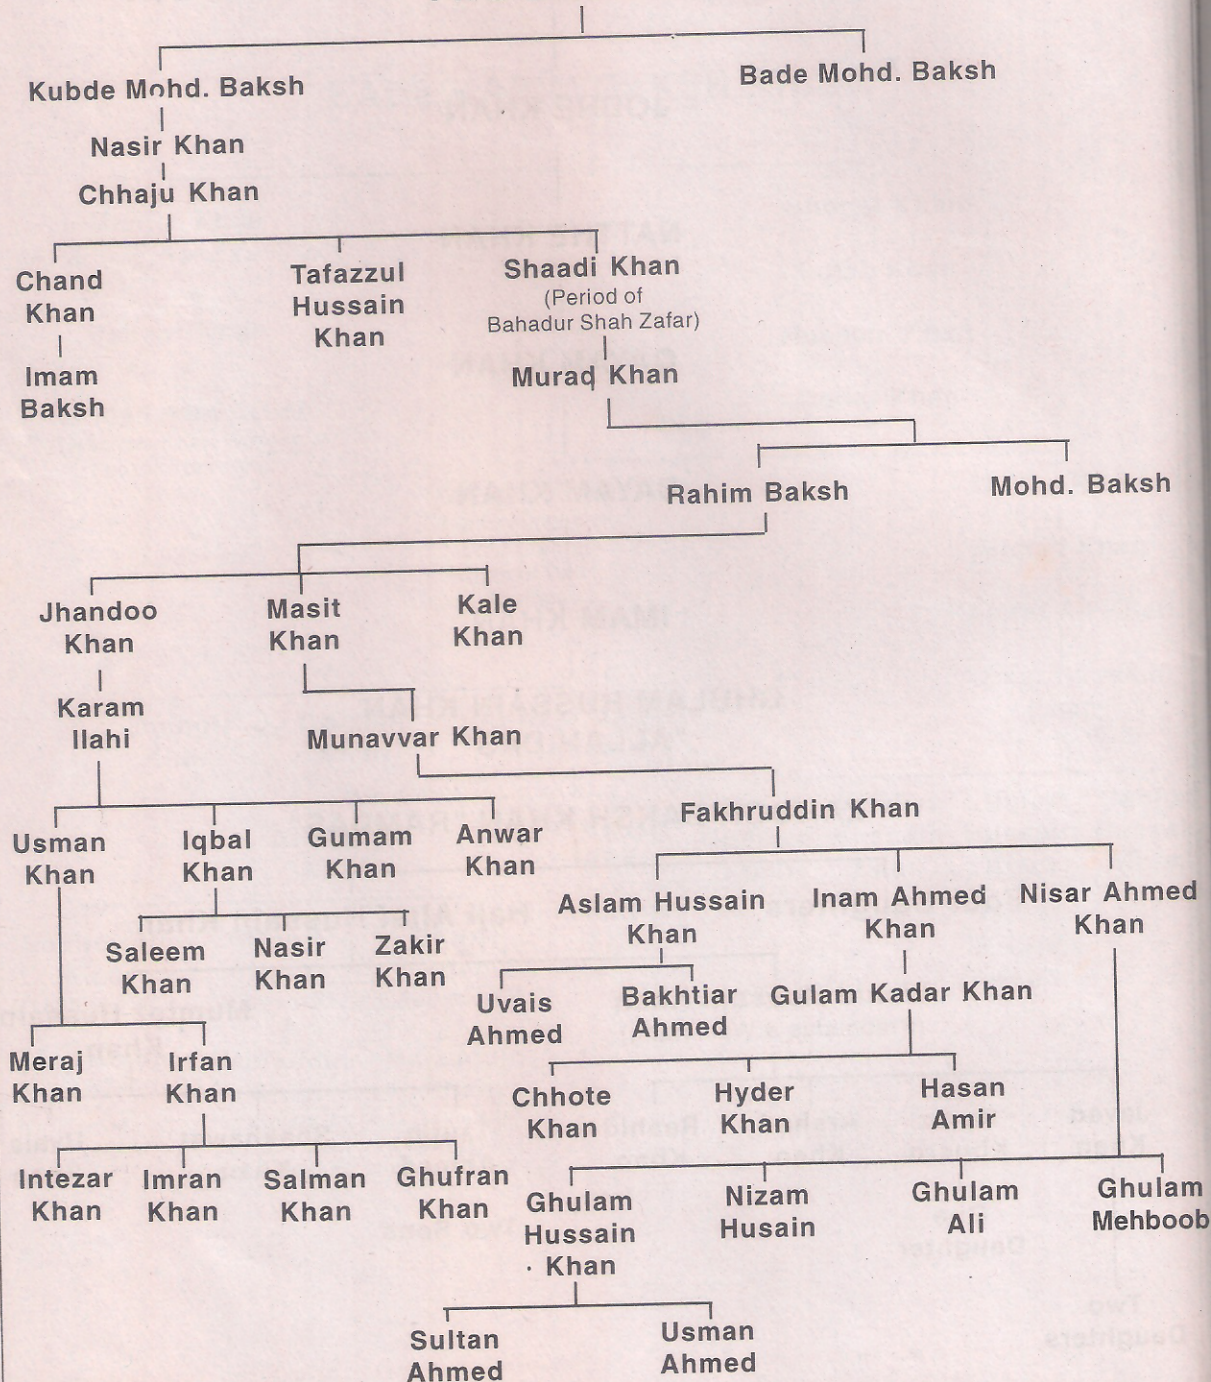 Kubde Mohd. Baksh
Bade Mohd. Baksh
Nasir Khan
Chhaju Khan
Chand
Khan
Tafazzul
Hussain
Khan
Shaadi Khan
(Period of
Bahadur Shah Zafar)
Imam
Baksh
Murad Khan
Rahim Baksh
Mohd. Baksh
Jhandoo
Khan
Masit
Khan
Kale
Khan
Karam
Ilahi
Munavvar Khan
Fakhruddin Khan
Usman
Khan
Iqbal
Khan
Gumam
Khan
Anwar
Khan
Aslam Hussain
Khan
Inam Ahmed
Khan
Nisar Ahmed
Khan
Saleem
Khan
Nasir
Khan
Zakir
Khan
Uvais
Ahmed
Bakhtiar
Ahmed
Gulam Kadar Khan
Meraj
Khan
Irfan
Khan
Chhote
Khan
Hyder
Khan
Hasan
Amir
Intezar
Khan
Imran
Khan
Salman
Khan
Ghufran
Khan
Ghulam
Hussain
Khan
Nizam
Husain
Ghulam
Ali
Ghulam
Mehboob
Sultan
Ahmed
Usman
Ahmed